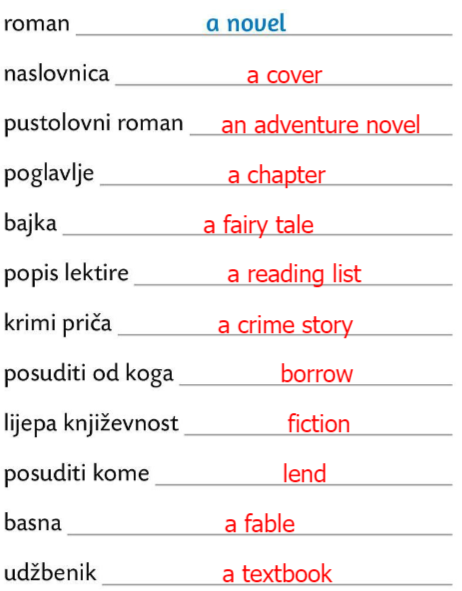 roman a novel
naslovnica a cover
pustolovni roman an adventure novel
poglavlje a chapter
bajka a fairy tale
popis lektire a reading list
krimi priča a crime story
posuditi od koga borrow
lijepa književnost fiction
posuditi kome lend
basna a fable
udžbenik a textbook